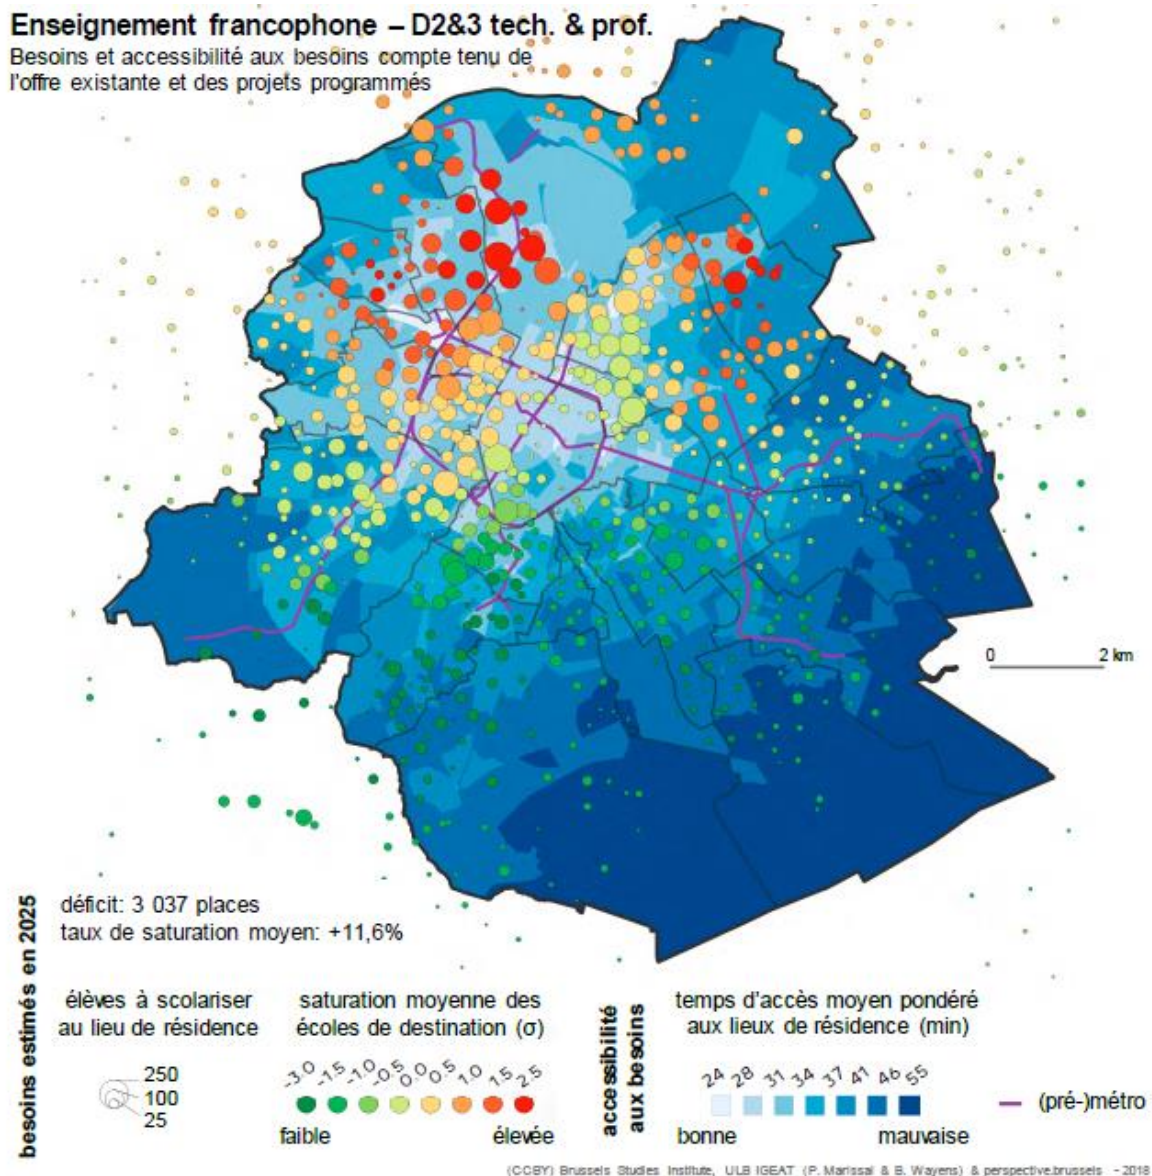 Enseignement francophone – D2&3 tech. & prof.
Besoins et accessibilité aux besoins compte tenu de
l'offre existante et des projets programmés
0 2 km
besoins estimés en 2025
déficit: 3 037 places
taux de saturation moyen: +11,6%
élèves à scolariser
au lieu de résidence
250
100
25
saturation moyenne des
écoles de destination (σ)
-3.0 -1.5 -1.0 -0.5 0.0 0.5 1.0 1.5 2.5
faible élevée
accessibilité
aux besoins
temps d'accès moyen pondéré
aux lieux de résidence (min)
24 28 31 34 37 41 46 55
bonne mauvaise
(pré-)métro
(CCBY) Brussels Studies Institute, ULB IGEAT (P. Marissal & B. Wayens) & perspective.brussels - 2018